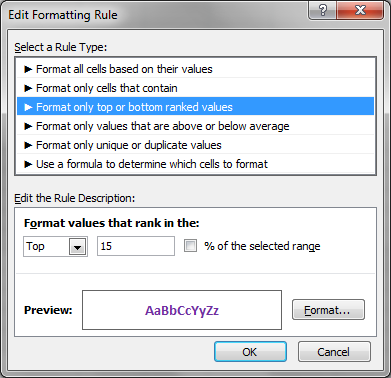 Edit Formatting Rule
Select a Rule Type:
► Format all cells based on their values
► Format only cells that contain
► Format only top or bottom ranked values
► Format only values that are above or below average
► Format only unique or duplicate values
► Use a formula to determine which cells to format
Edit the Rule Description:
Format values that rank in the:
Top 15 % of the selected range
Preview: AaBbCcYyZz Format...
OK Cancel